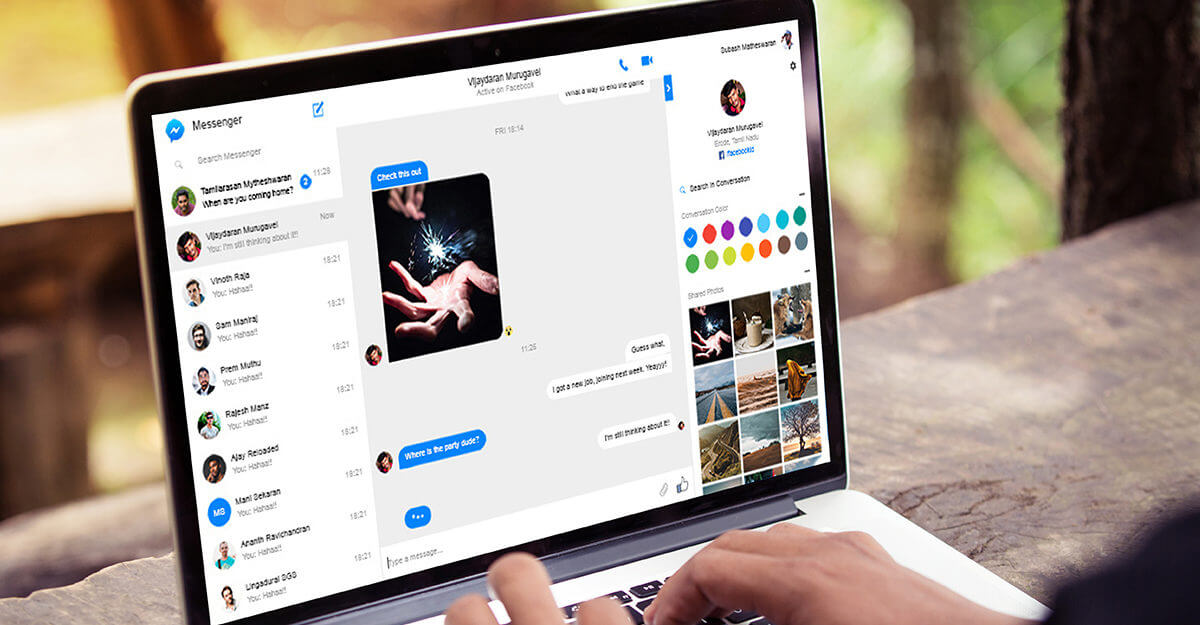 Messenger
Search Messenger
Tamilarasan Mytheshwaran
11:28
When are you coming home?
2
Vijaydaran Murugavel
Now
You: I'm still thinking about it!!
Vinoth Raja
18:21
You: Hahaa!!
Sam Maniraj
18:21
You: Hahaa!!
Prem Muthu
18:21
You: Hahaa!!
Rajesh Manz
18:21
You: Hahaa!!
Ajay Reloaded
18:21
You: Hahaa!!
MS
Mani Sekaran
18:21
You: Hahaa!!
Ananth Ravichandran
18:21
You: Hahaa!!
Lingadurai SGS
18:21
You: Hahaa!!
Vijaydaran Murugavel
Active on Facebook
What a way to end the game
FRI 18:14
Check this out
11:25
Guess what,
I got a new job, joining next week. Yeayyy!
I'm still thinking about it!!
Where is the party dude?
Type a message...
Subash Matheswaran
Vijaydaran Murugavel
Erode, Tamil Nadu
/facebookid
Search in Conversation
Conversation Color
Shared Photos